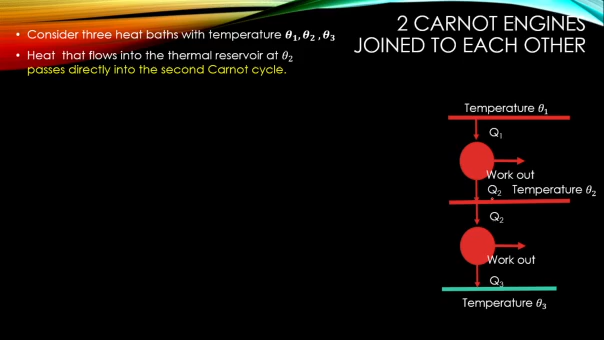 2 CARNOT ENGINES
JOINED TO EACH OTHER
• Consider three heat baths with temperature θ₁, θ₂ , θ₃
• Heat that flows into the thermal reservoir at θ₂
passes directly into the second Carnot cycle.
Temperature θ₁
Q₁
Work out
Q₂ Temperature θ₂
Q₂
Work out
Q₃
Temperature θ₃